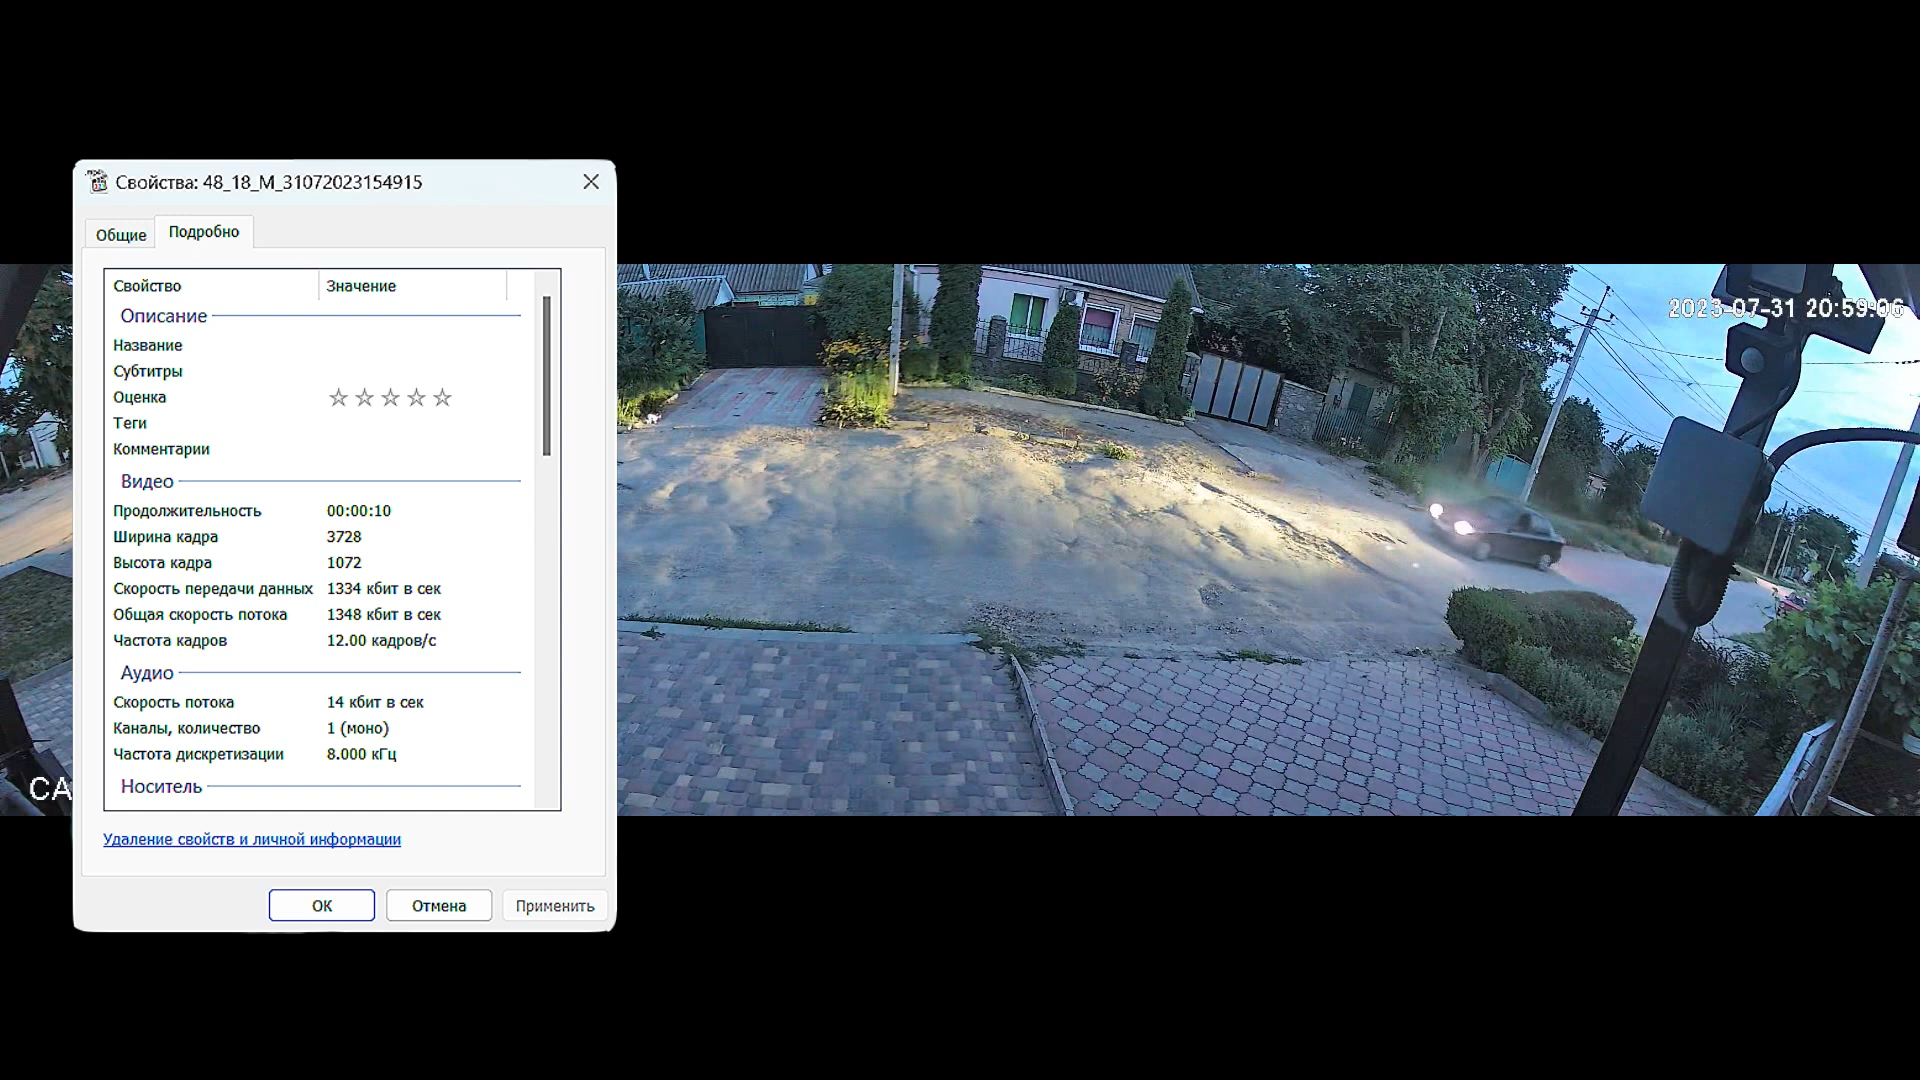 Свойства: 48_18_M_31072023154915
Общие
Подробно
Свойство Значение
Описание
Название
Субтитры
Оценка
Теги
Комментарии
Видео
Продолжительность 00:00:10
Ширина кадра 3728
Высота кадра 1072
Скорость передачи данных 1334 кбит в сек
Общая скорость потока 1348 кбит в сек
Частота кадров 12.00 кадров/с
Аудио
Скорость потока 14 кбит в сек
Каналы, количество 1 (моно)
Частота дискретизации 8.000 кГц
Носитель
Удаление свойств и личной информации
ОК Отмена Применить
2023-07-31 20:59:06
CA